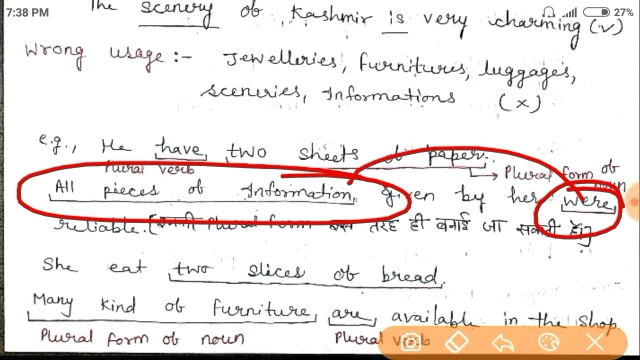 7:38 PM 27%
The scenery of Kashmir is very charming (✓)
Wrong usage :- Jewelleries, furnitures, luggages,
sceneries, Informations (×)
e.g., He have two sheets of paper.
Plural verb Plural form of noun
All pieces of Information, given by her were
reliable. [इनकी Plural form इस तरह ही बनाई जा सकती है।]
She eat two slices of bread.
Many kind of furniture are available in the shop
Plural form of noun Plural verb